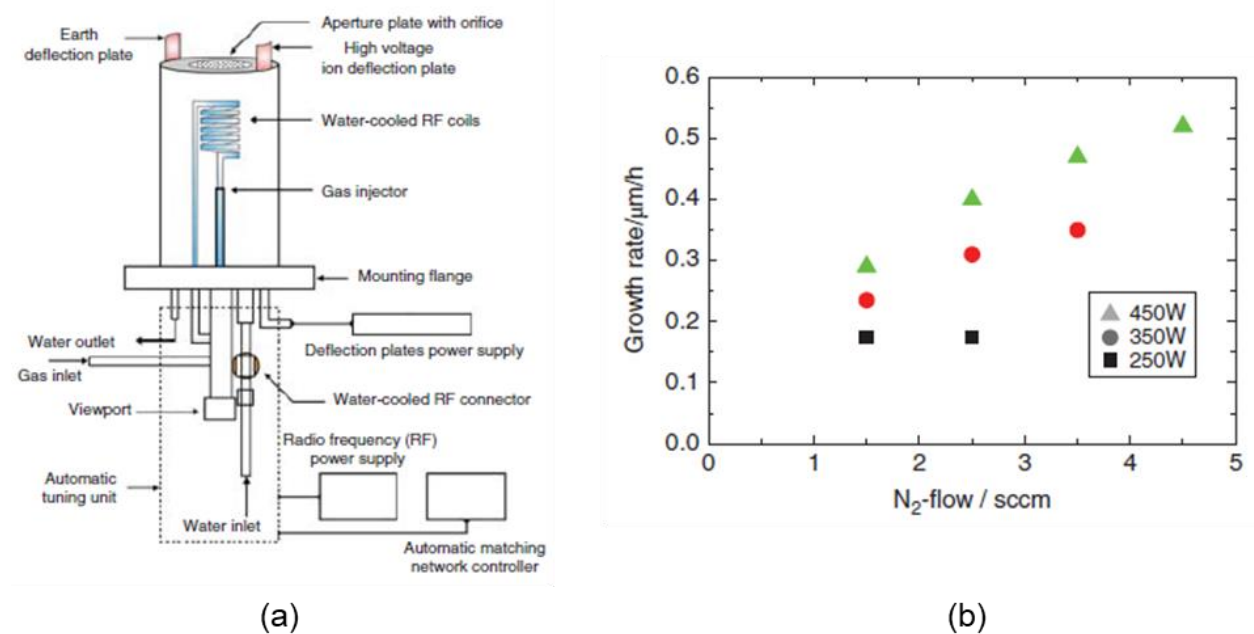 Earth
deflection plate
Aperture plate with orifice
High voltage
ion deflection plate
Water-cooled RF coils
Gas injector
Mounting flange
Water outlet
Deflection plates power supply
Gas inlet
Water-cooled RF connector
Viewport
Radio frequency (RF)
power supply
Automatic
tuning unit
Water inlet
Automatic matching
network controller
(a)
0.6
0.5
0.4
0.3
0.2
0.1
0.0
Growth rate/μm/h
450W
350W
250W
0 1 2 3 4 5
N₂-flow / sccm
(b)